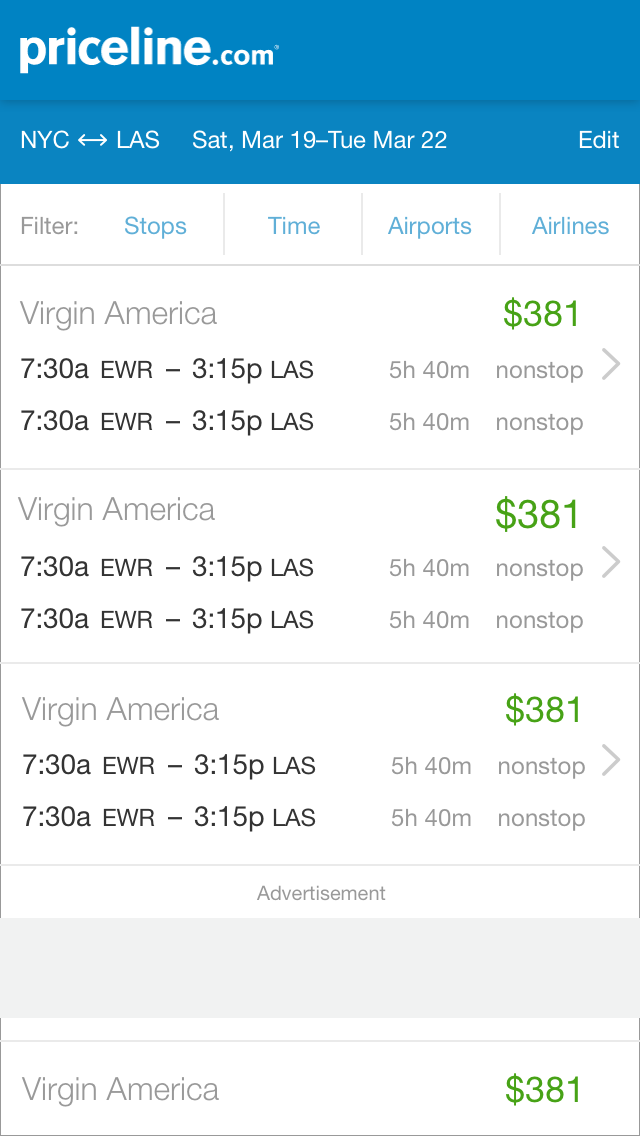 priceline.com®
NYC ↔ LAS Sat, Mar 19–Tue Mar 22 Edit
Filter: Stops Time Airports Airlines
Virgin America $381
7:30a EWR – 3:15p LAS 5h 40m nonstop
7:30a EWR – 3:15p LAS 5h 40m nonstop
Virgin America $381
7:30a EWR – 3:15p LAS 5h 40m nonstop
7:30a EWR – 3:15p LAS 5h 40m nonstop
Virgin America $381
7:30a EWR – 3:15p LAS 5h 40m nonstop
7:30a EWR – 3:15p LAS 5h 40m nonstop
Advertisement
Virgin America $381